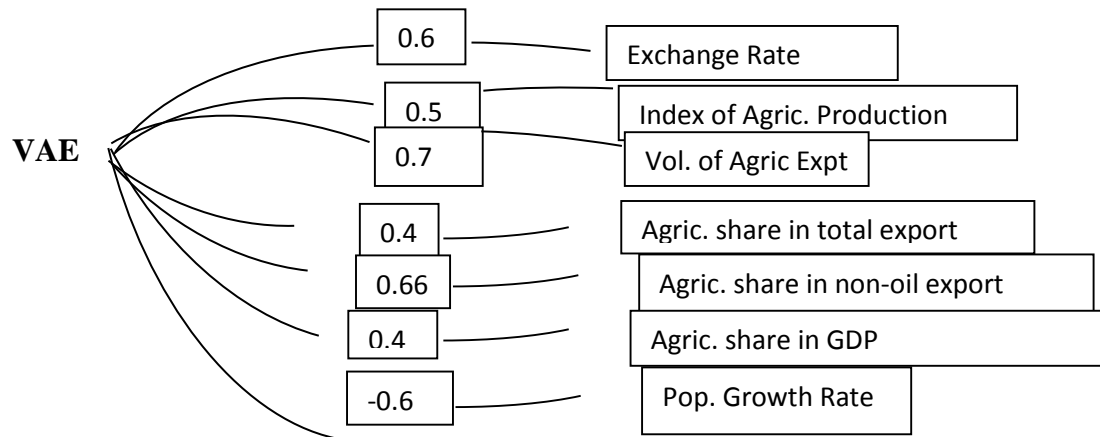 0.6
Exchange Rate
0.5
Index of Agric. Production
VAE
0.7
Vol. of Agric Expt
0.4
Agric. share in total export
0.66
Agric. share in non-oil export
0.4
Agric. share in GDP
-0.6
Pop. Growth Rate